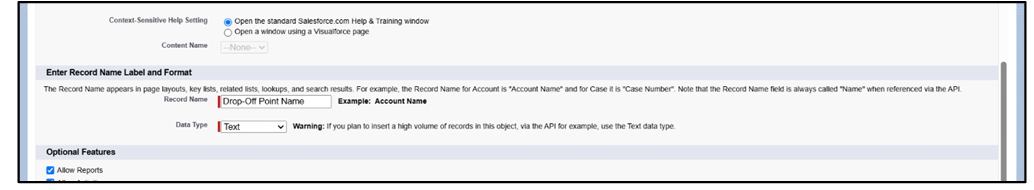 Context-Sensitive Help Setting
Open the standard Salesforce.com Help & Training window
Open a window using a Visualforce page
Content Name
--None--
Enter Record Name Label and Format
The Record Name appears in page layouts, key lists, related lists, lookups, and search results. For example, the Record Name for Account is "Account Name" and for Case it is "Case Number". Note that the Record Name field is always called "Name" when referenced via the API.
Record Name Drop-Off Point Name Example: Account Name
Data Type Text Warning: If you plan to insert a high volume of records in this object, via the API for example, use the Text data type.
Optional Features
Allow Reports